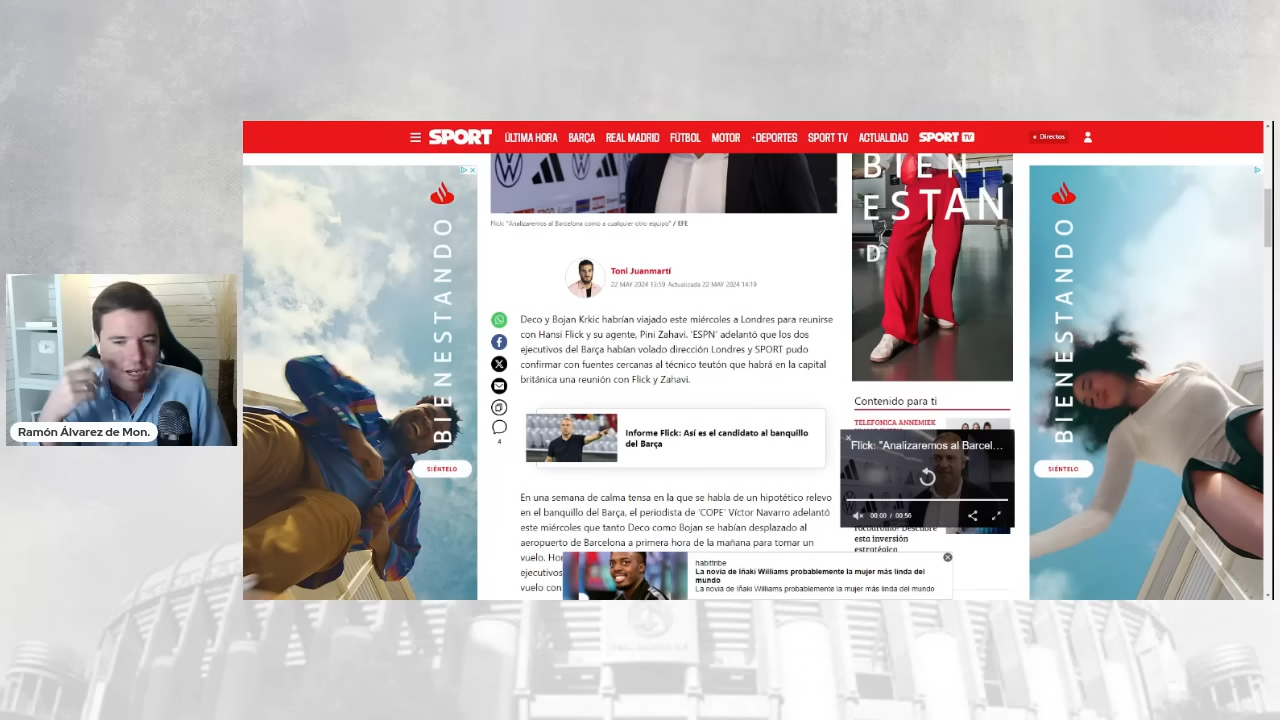 SPORT
ÚLTIMA HORA
BARÇA
REAL MADRID
FÚTBOL
MOTOR
+DEPORTES
SPORT TV
ACTUALIDAD
SPORT TV
Directos
BIENESTANDO
SIÉNTELO
Flick: "Analizaremos al Barcelona como a cualquier otro equipo" / EFE
Toni Juanmartí
22 MAY 2024 13:59 Actualizada 22 MAY 2024 14:19
Deco y Bojan Krkic habrían viajado este miércoles a Londres para reunirse
con Hansi Flick y su agente, Pini Zahavi. 'ESPN' adelantó que los dos
ejecutivos del Barça habían volado dirección Londres y SPORT pudo
confirmar con fuentes cercanas al técnico teutón que habrá en la capital
británica una reunión con Flick y Zahavi.
4
Informe Flick: Así es el candidato al banquillo
del Barça
En una semana de calma tensa en la que se habla de un hipotético relevo
en el banquillo del Barça, el periodista de 'COPE' Víctor Navarro adelantó
este miércoles que tanto Deco como Bojan se habían desplazado al
aeropuerto de Barcelona a primera hora de la mañana para tomar un
vuelo. Hor
ejecutivos
vuelo con
habittribe
La novia de Iñaki Williams probablemente la mujer más linda del
mundo
La novia de Iñaki Williams probablemente la mujer más linda del mundo
BIEN
ESTAN
D
Contenido para ti
TELEFONICA ANNEMIEK
Flick: "Analizaremos al Barcel...
00:00 / 00:56
rocódromo: Descubre
esta inversión
estratégica
BIENESTANDO
SIÉNTELO
Ramón Álvarez de Mon.